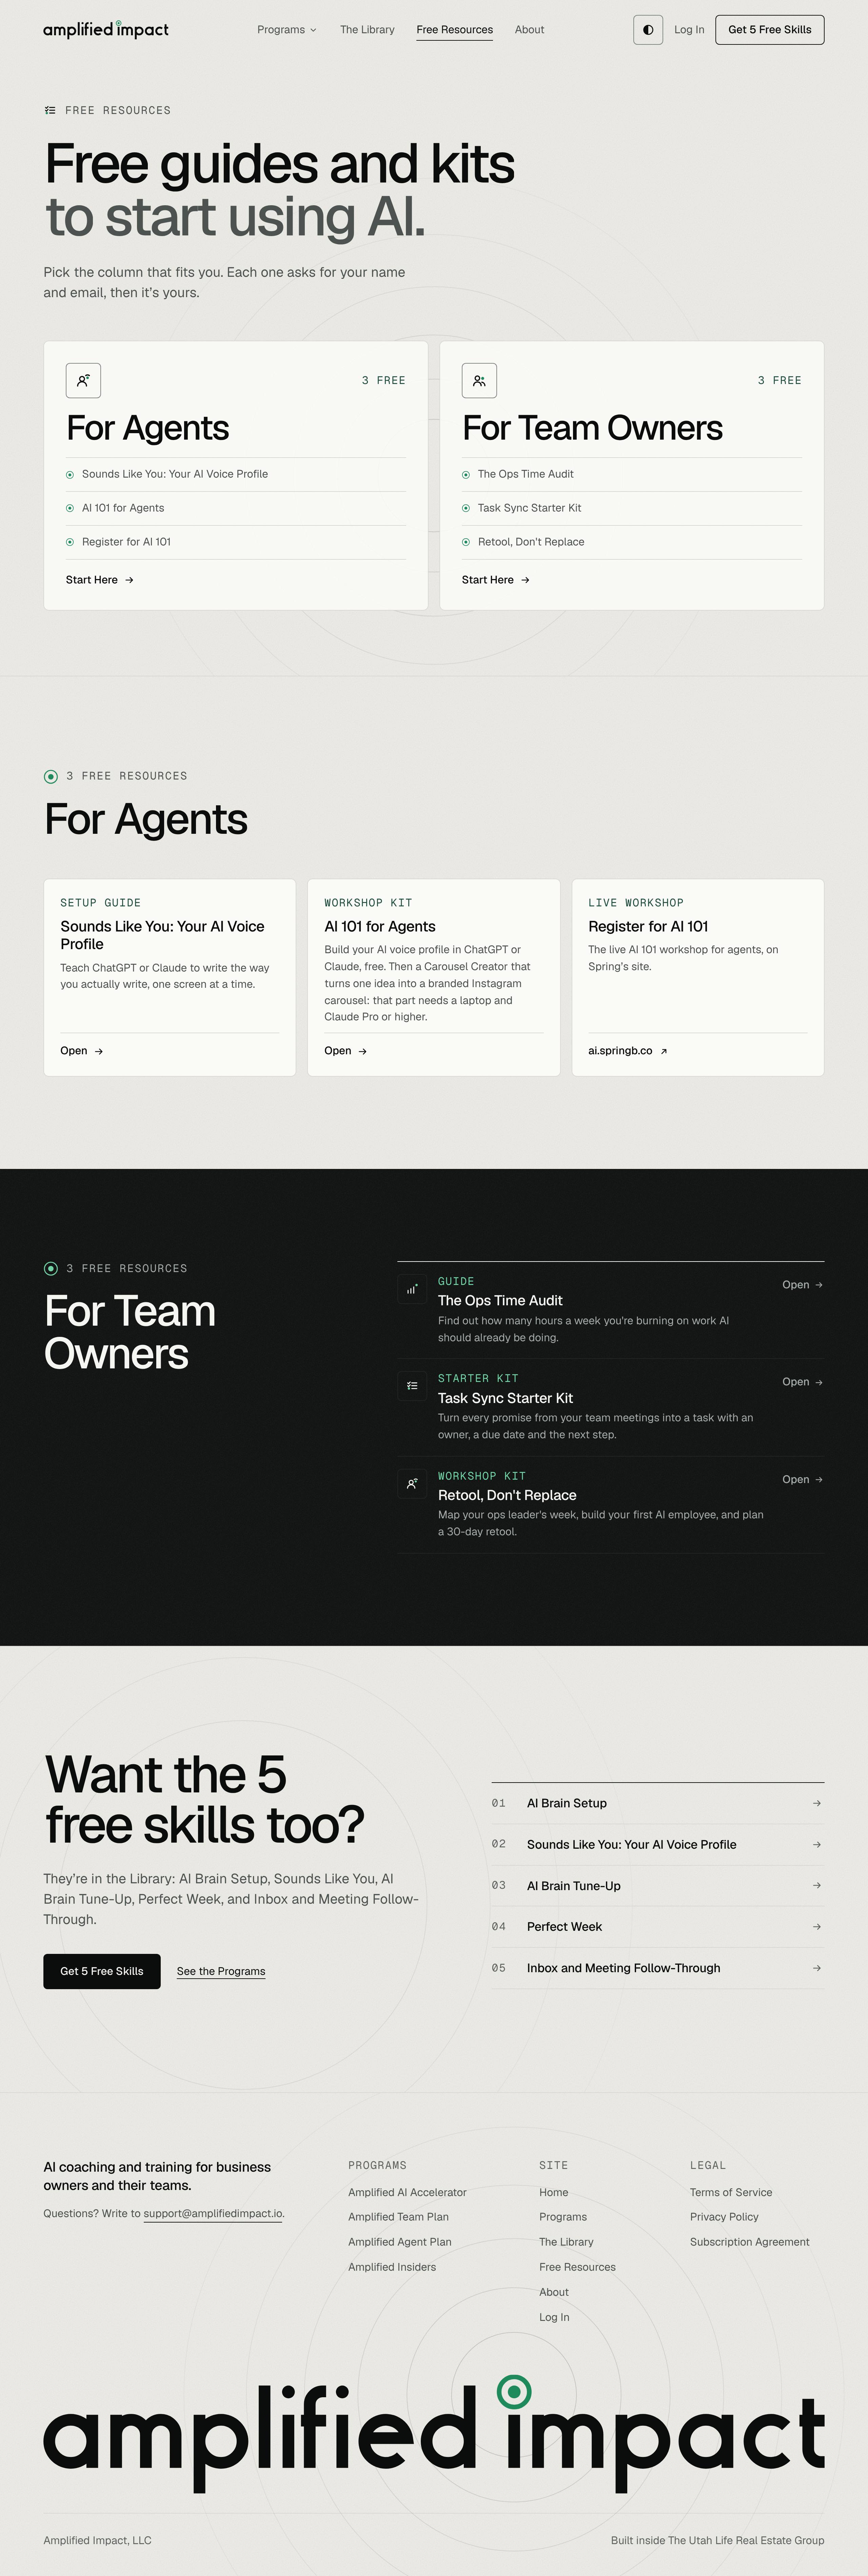 amplified impact
Programs
The Library
Free Resources
About
Log In
Get 5 Free Skills
FREE RESOURCES
Free guides and kits
to start using AI.
Pick the column that fits you. Each one asks for your name
and email, then it’s yours.
3 FREE
For Agents
Sounds Like You: Your AI Voice Profile
AI 101 for Agents
Register for AI 101
Start Here →
3 FREE
For Team Owners
The Ops Time Audit
Task Sync Starter Kit
Retool, Don't Replace
Start Here →
3 FREE RESOURCES
For Agents
SETUP GUIDE
Sounds Like You: Your AI Voice
Profile
Teach ChatGPT or Claude to write the way
you actually write, one screen at a time.
Open →
WORKSHOP KIT
AI 101 for Agents
Build your AI voice profile in ChatGPT or
Claude, free. Then a Carousel Creator that
turns one idea into a branded Instagram
carousel: that part needs a laptop and
Claude Pro or higher.
Open →
LIVE WORKSHOP
Register for AI 101
The live AI 101 workshop for agents, on
Spring’s site.
ai.springb.co ↗
3 FREE RESOURCES
For Team
Owners
GUIDE
The Ops Time Audit
Find out how many hours a week you're burning on work AI
should already be doing.
Open →
STARTER KIT
Task Sync Starter Kit
Turn every promise from your team meetings into a task with an
owner, a due date and the next step.
Open →
WORKSHOP KIT
Retool, Don't Replace
Map your ops leader's week, build your first AI employee, and plan
a 30-day retool.
Open →
Want the 5
free skills too?
They’re in the Library: AI Brain Setup, Sounds Like You, AI
Brain Tune-Up, Perfect Week, and Inbox and Meeting Follow-
Through.
Get 5 Free Skills
See the Programs
01 AI Brain Setup →
02 Sounds Like You: Your AI Voice Profile →
03 AI Brain Tune-Up →
04 Perfect Week →
05 Inbox and Meeting Follow-Through →
AI coaching and training for business
owners and their teams.
Questions? Write to support@amplifiedimpact.io.
PROGRAMS
Amplified AI Accelerator
Amplified Team Plan
Amplified Agent Plan
Amplified Insiders
SITE
Home
Programs
The Library
Free Resources
About
Log In
LEGAL
Terms of Service
Privacy Policy
Subscription Agreement
amplified impact
Amplified Impact, LLC
Built inside The Utah Life Real Estate Group